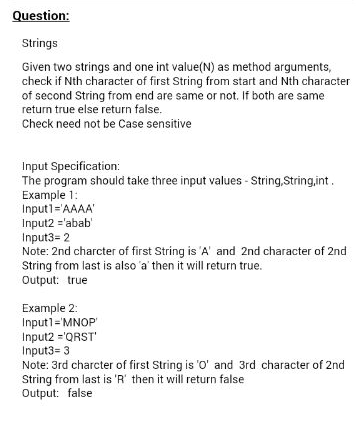 Question:
Strings
Given two strings and one int value(N) as method arguments,
check if Nth character of first String from start and Nth character
of second String from end are same or not. If both are same
return true else return false.
Check need not be Case sensitive
Input Specification:
The program should take three input values - String,String,int .
Example 1:
Input1='AAAA'
Input2 ='abab'
Input3= 2
Note: 2nd charcter of first String is 'A'  and  2nd character of 2nd
String from last is also 'a' then it will return true.
Output:  true
Example 2:
Input1='MNOP'
Input2 ='QRST'
Input3= 3
Note: 3rd charcter of first String is 'O'  and  3rd  character of 2nd
String from last is 'R'  then it will return false
Output:  false